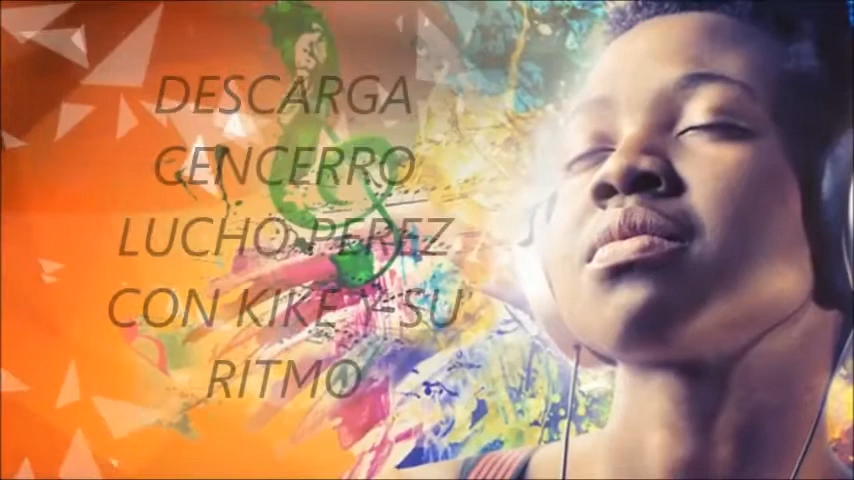 DESCARGA
CENCERRO
LUCHO PEREZ
CON KIKE Y SU
RITMO